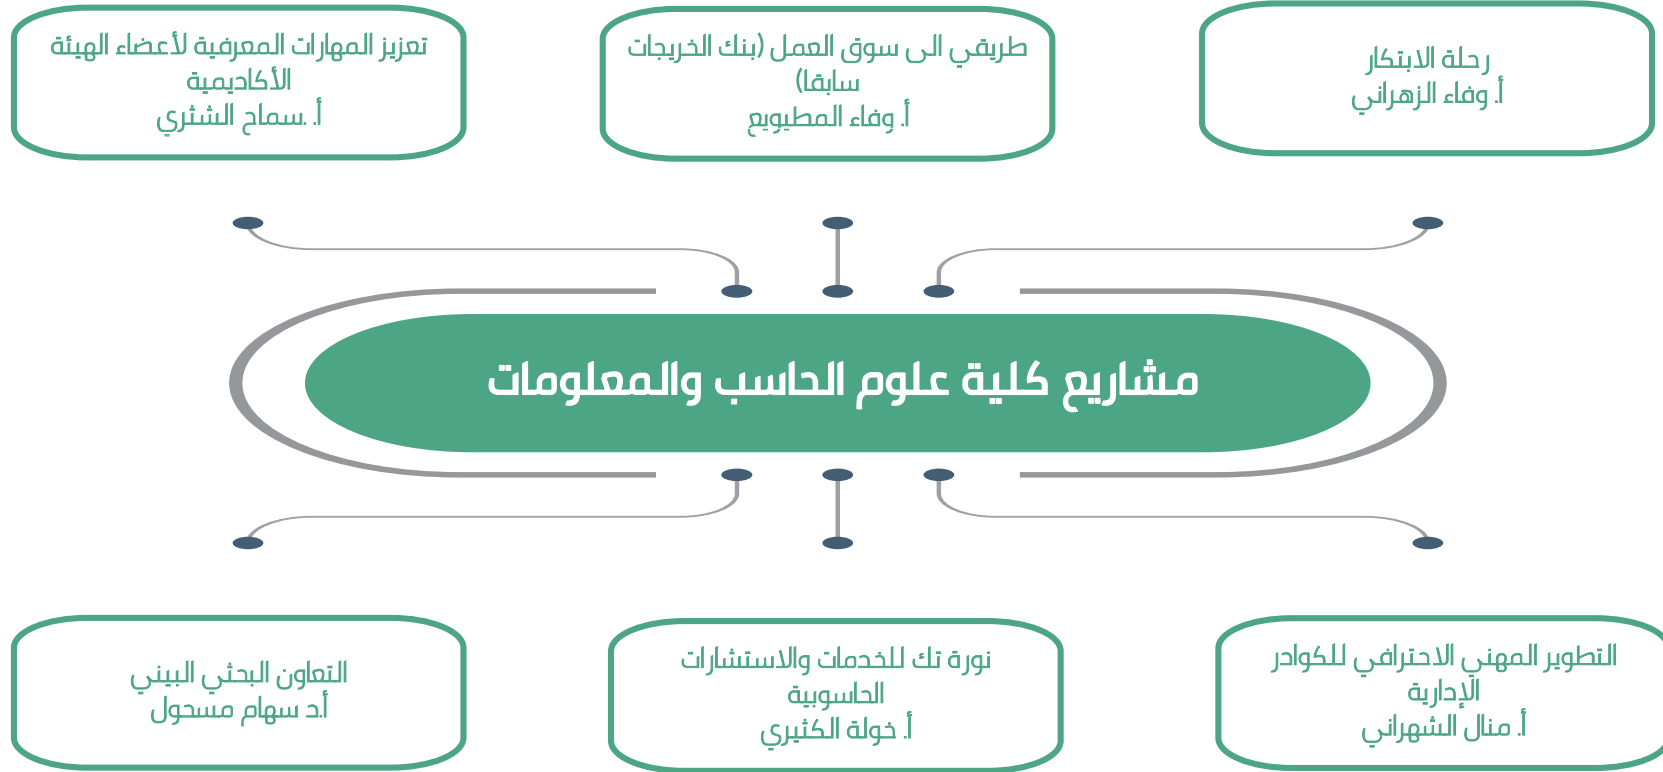 رحلة الابتكار
أ. وفاء الزهراني
طريقي الى سوق العمل (بنك الخريجات
سابقا)
أ. وفاء المطيويع
تعزيز المهارات المعرفية لأعضاء الهيئة
الأكاديمية
أ. .سماح الشثري
مشاريع كلية علوم الحاسب والمعلومات
التطوير المهني الاحترافي للكوادر
الإدارية
أ. منال الشهراني
نورة تك للخدمات والاستشارات
الحاسوبية
أ. خولة الكثيري
التعاون البحثي البيني
أ.د سهام مسحول